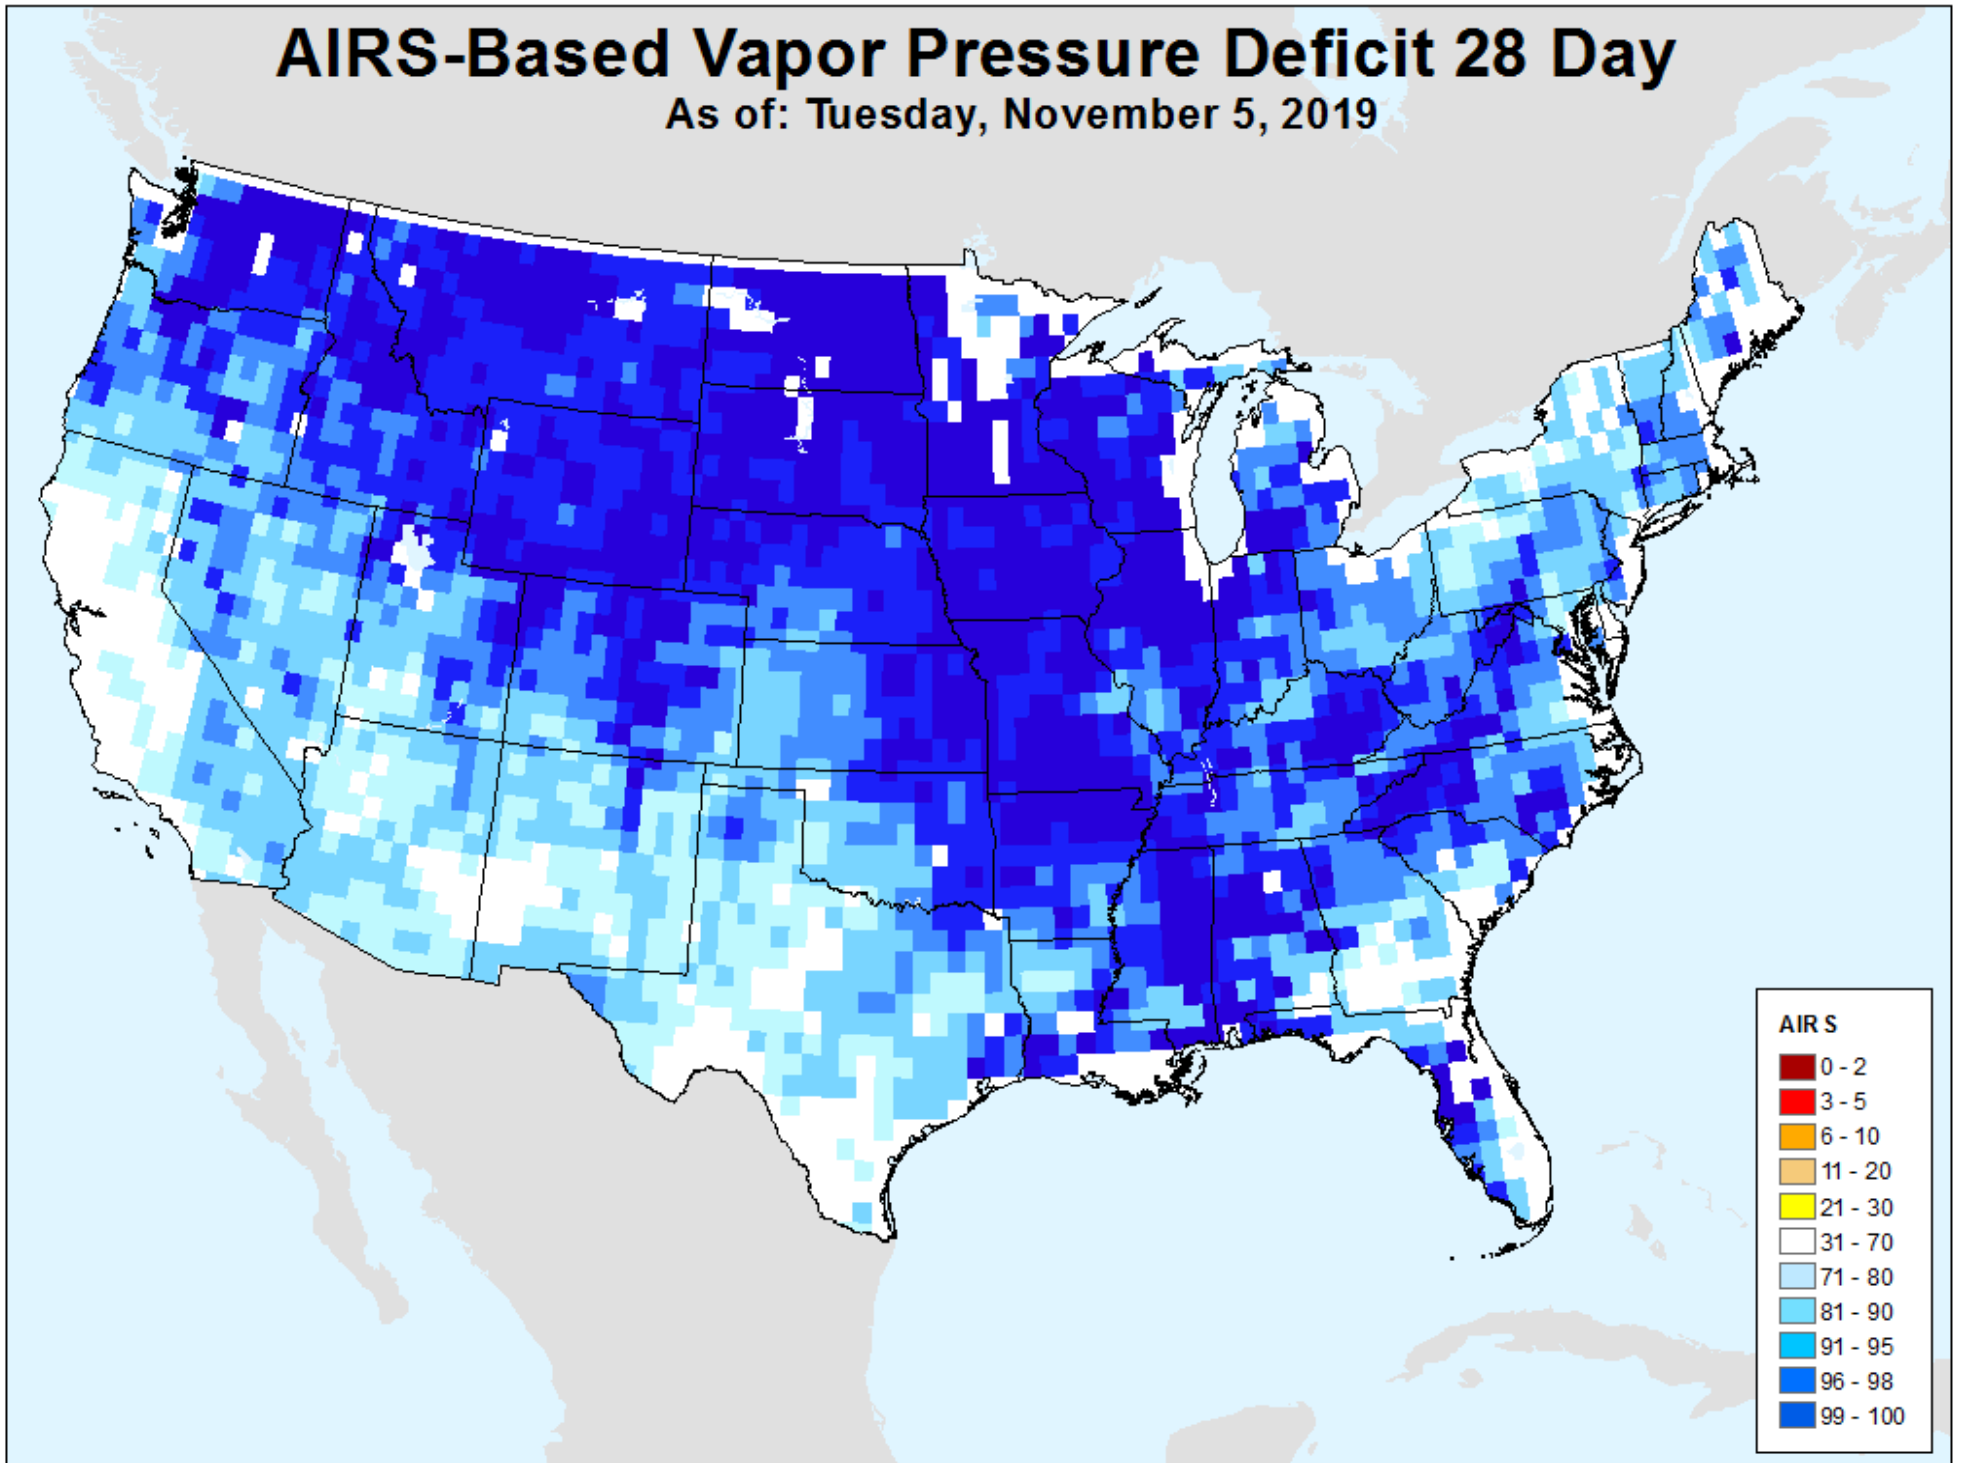 AIRS-Based Vapor Pressure Deficit 28 Day
As of: Tuesday, November 5, 2019
AIRS
0 - 2
3 - 5
6 - 10
11 - 20
21 - 30
31 - 70
71 - 80
81 - 90
91 - 95
96 - 98
99 - 100